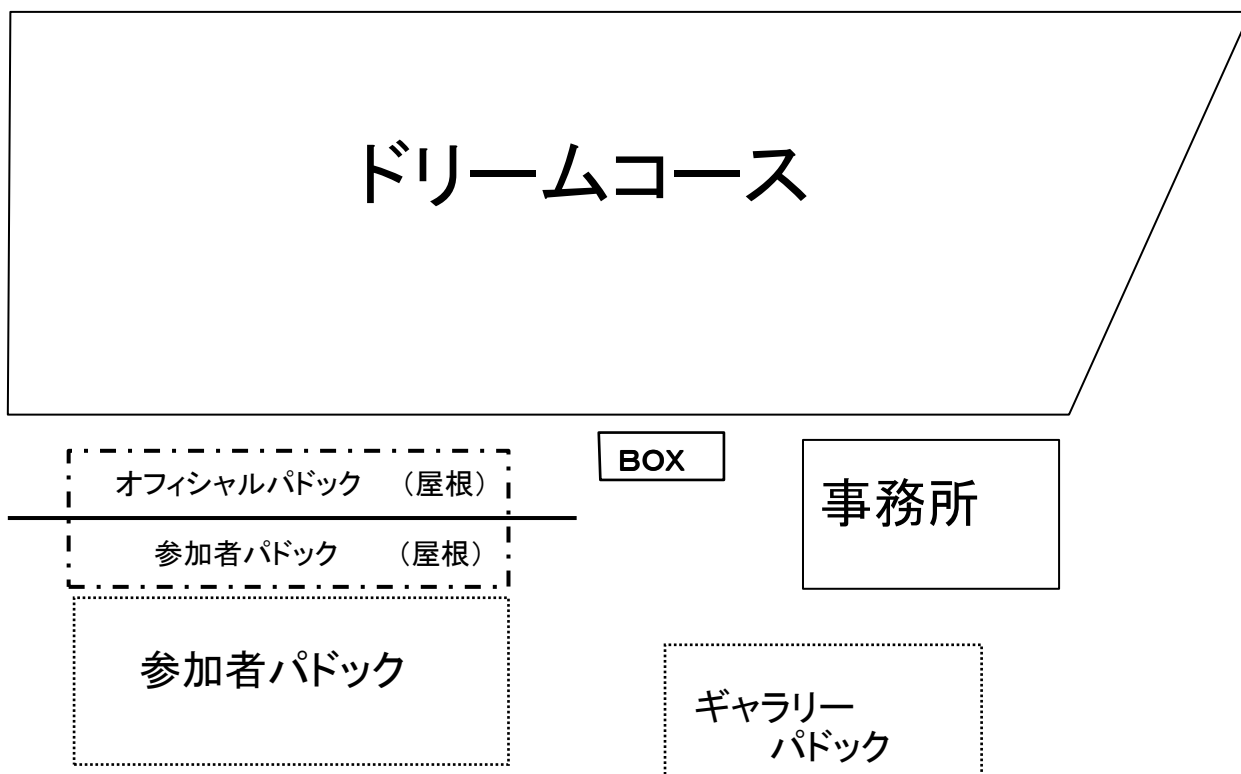 ドリームコース
BOX
オフィシャルパドック （屋根）
事務所
参加者パドック （屋根）
参加者パドック
ギャラリー
パドック